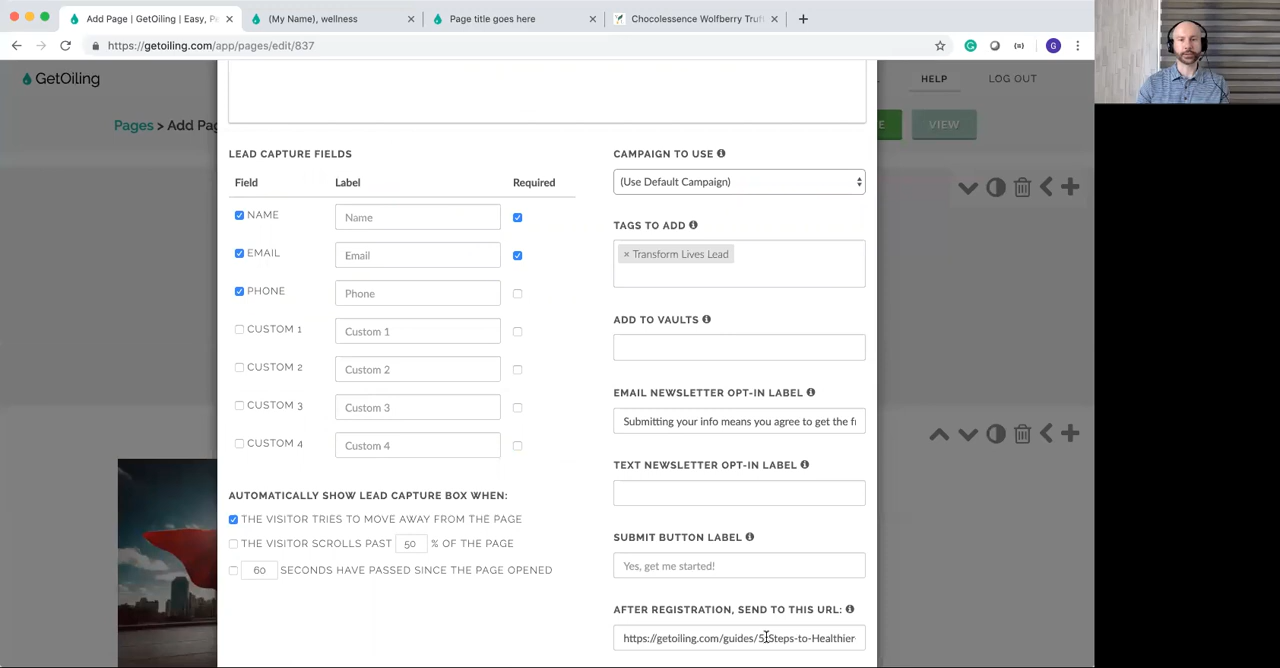 Add Page | GetOiling | Easy, P
(My Name), wellness
Page title goes here
Chocolessence Wolfberry Truff
https://getoiling.com/app/pages/edit/837
G
GetOiling
HELP
LOG OUT
Pages > Add Pag
E
VIEW
LEAD CAPTURE FIELDS
Field
Label
Required
NAME
Name
EMAIL
Email
PHONE
Phone
CUSTOM 1
Custom 1
CUSTOM 2
Custom 2
CUSTOM 3
Custom 3
CUSTOM 4
Custom 4
AUTOMATICALLY SHOW LEAD CAPTURE BOX WHEN:
THE VISITOR TRIES TO MOVE AWAY FROM THE PAGE
THE VISITOR SCROLLS PAST 50 % OF THE PAGE
60 SECONDS HAVE PASSED SINCE THE PAGE OPENED
CAMPAIGN TO USE
(Use Default Campaign)
TAGS TO ADD
× Transform Lives Lead
ADD TO VAULTS
EMAIL NEWSLETTER OPT-IN LABEL
Submitting your info means you agree to get the f
TEXT NEWSLETTER OPT-IN LABEL
SUBMIT BUTTON LABEL
Yes, get me started!
AFTER REGISTRATION, SEND TO THIS URL:
https://getoiling.com/guides/5-Steps-to-Healthier